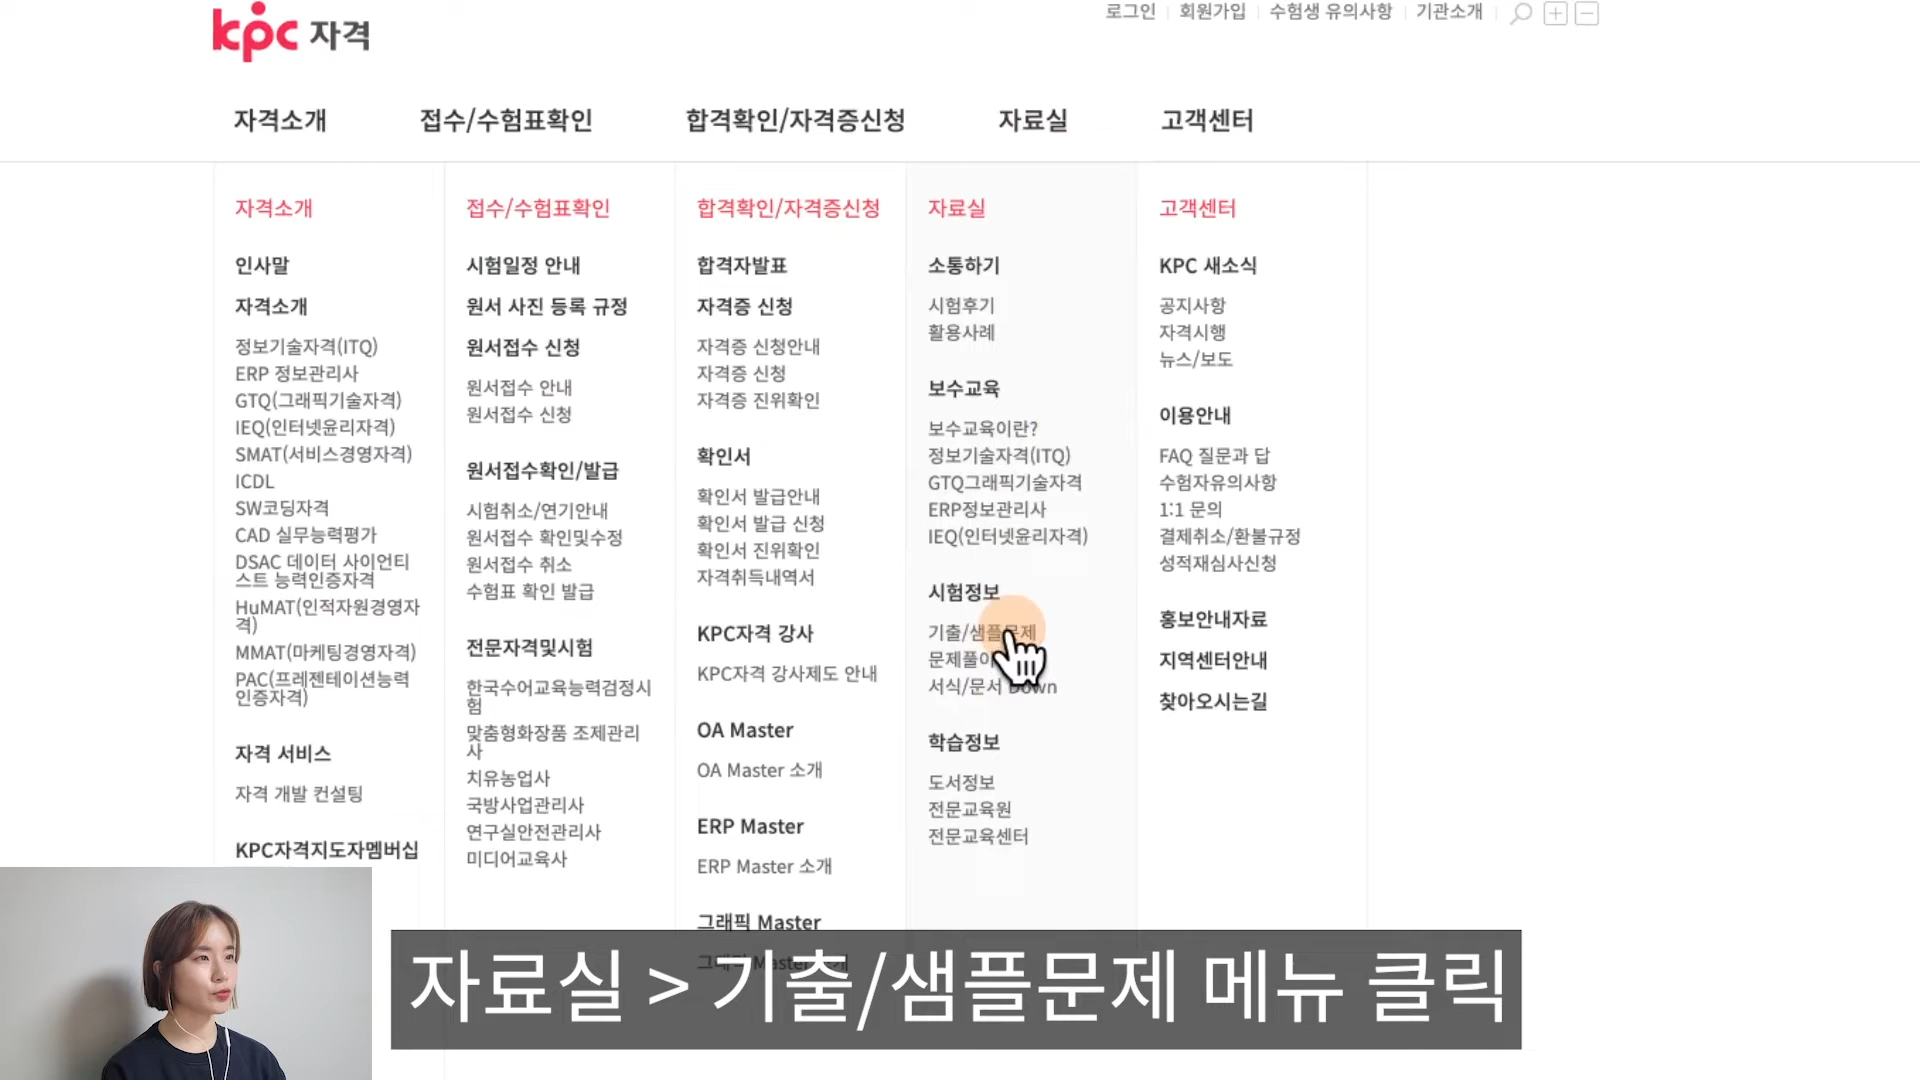 kpc 자격
로그인 회원가입 수험생 유의사항 기관소개
자격소개 접수/수험표확인 합격확인/자격증신청 자료실 고객센터
자격소개
인사말
자격소개
정보기술자격(ITQ)
ERP 정보관리사
GTQ(그래픽기술자격)
IEQ(인터넷윤리자격)
SMAT(서비스경영자격)
ICDL
SW코딩자격
CAD 실무능력평가
DSAC 데이터 사이언티
스트 능력인증자격
HuMAT(인적자원경영자
격)
MMAT(마케팅경영자격)
PAC(프레젠테이션능력
인증자격)
자격 서비스
자격 개발 컨설팅
KPC자격지도자멤버십
접수/수험표확인
시험일정 안내
원서 사진 등록 규정
원서접수 신청
원서접수 안내
원서접수 신청
원서접수확인/발급
시험취소/연기안내
원서접수 확인및수정
원서접수 취소
수험표 확인 발급
전문자격및시험
한국수어교육능력검정시
험
맞춤형화장품 조제관리
사
치유농업사
국방사업관리사
연구실안전관리사
미디어교육사
합격확인/자격증신청
합격자발표
자격증 신청
자격증 신청안내
자격증 신청
자격증 진위확인
확인서
확인서 발급안내
확인서 발급 신청
확인서 진위확인
자격취득내역서
KPC자격 강사
KPC자격 강사제도 안내
OA Master
OA Master 소개
ERP Master
ERP Master 소개
그래픽 Master
그래픽 Master 소개
자료실
소통하기
시험후기
활용사례
보수교육
보수교육이란?
정보기술자격(ITQ)
GTQ그래픽기술자격
ERP정보관리사
IEQ(인터넷윤리자격)
시험정보
기출/샘플문제
문제풀이
서식/문서 Down
학습정보
도서정보
전문교육원
전문교육센터
고객센터
KPC 새소식
공지사항
자격시행
뉴스/보도
이용안내
FAQ 질문과 답
수험자유의사항
1:1 문의
결제취소/환불규정
성적재심사신청
홍보안내자료
지역센터안내
찾아오시는길
자료실 > 기출/샘플문제 메뉴 클릭